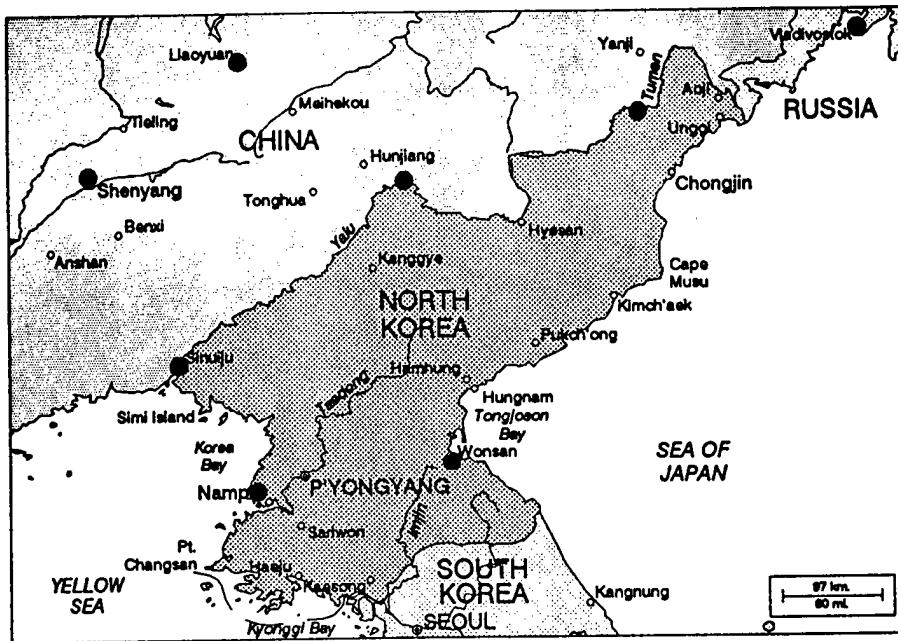 Vladivostok
Yanji
Liaoyuan
Tumen
Aoji
Meihekou
RUSSIA
Tieling
Unggi
CHINA
Hunjiang
Chongjin
Shenyang
Tonghua
Benxi
Hyesan
Yalu
Anshan
Kanggye
Cape
Musu
NORTH
KOREA
Kimch'aek
Pukch'ong
Sinuiju
Hamhung
Taedong
Hungnam
Simi Island
Tongjoson
Bay
Korea
Bay
Wonsan
SEA OF
JAPAN
Namp
P'YONGYANG
Imjin
Sariwon
Pt.
Changsan
Haeju
SOUTH
KOREA
Kaesong
YELLOW
SEA
97 km.
60 mi.
Kangnung
SEOUL
Kyonggi Bay